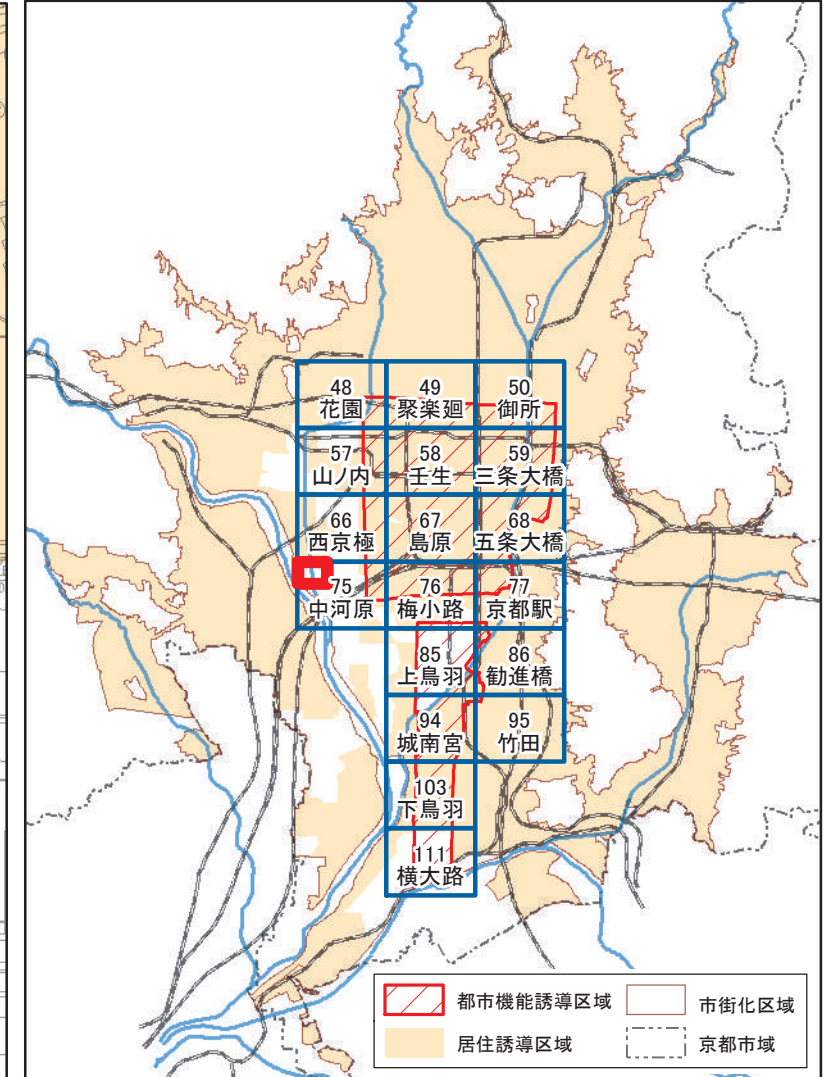 48
花園
49
聚楽廻
50
御所
57
山ノ内
58
壬生
59
三条大橋
66
西京極
67
島原
68
五条大橋
75
中河原
76
梅小路
77
京都駅
85
上鳥羽
86
勧進橋
94
城南宮
95
竹田
103
下鳥羽
111
横大路
都市機能誘導区域
市街化区域
居住誘導区域
京都市域